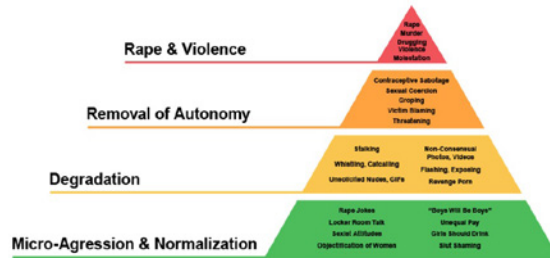 Rape & Violence
Rape
Murder
Drugging
Violence
Molestation
Removal of Autonomy
Contraceptive Sabotage
Sexual Coercion
Groping
Victim Blaming
Threatening
Degradation
Stalking
Whistling, Catcalling
Unsolicited Nudes, GIFs
Non-Consensual
Photos, Videos
Flashing, Exposing
Revenge Porn
Micro-Agression & Normalization
Rape Jokes
Locker Room Talk
Sexist Attitudes
Objectification of Women
"Boys Will Be Boys"
Unequal Pay
Girls Should Drink
Slut Shaming